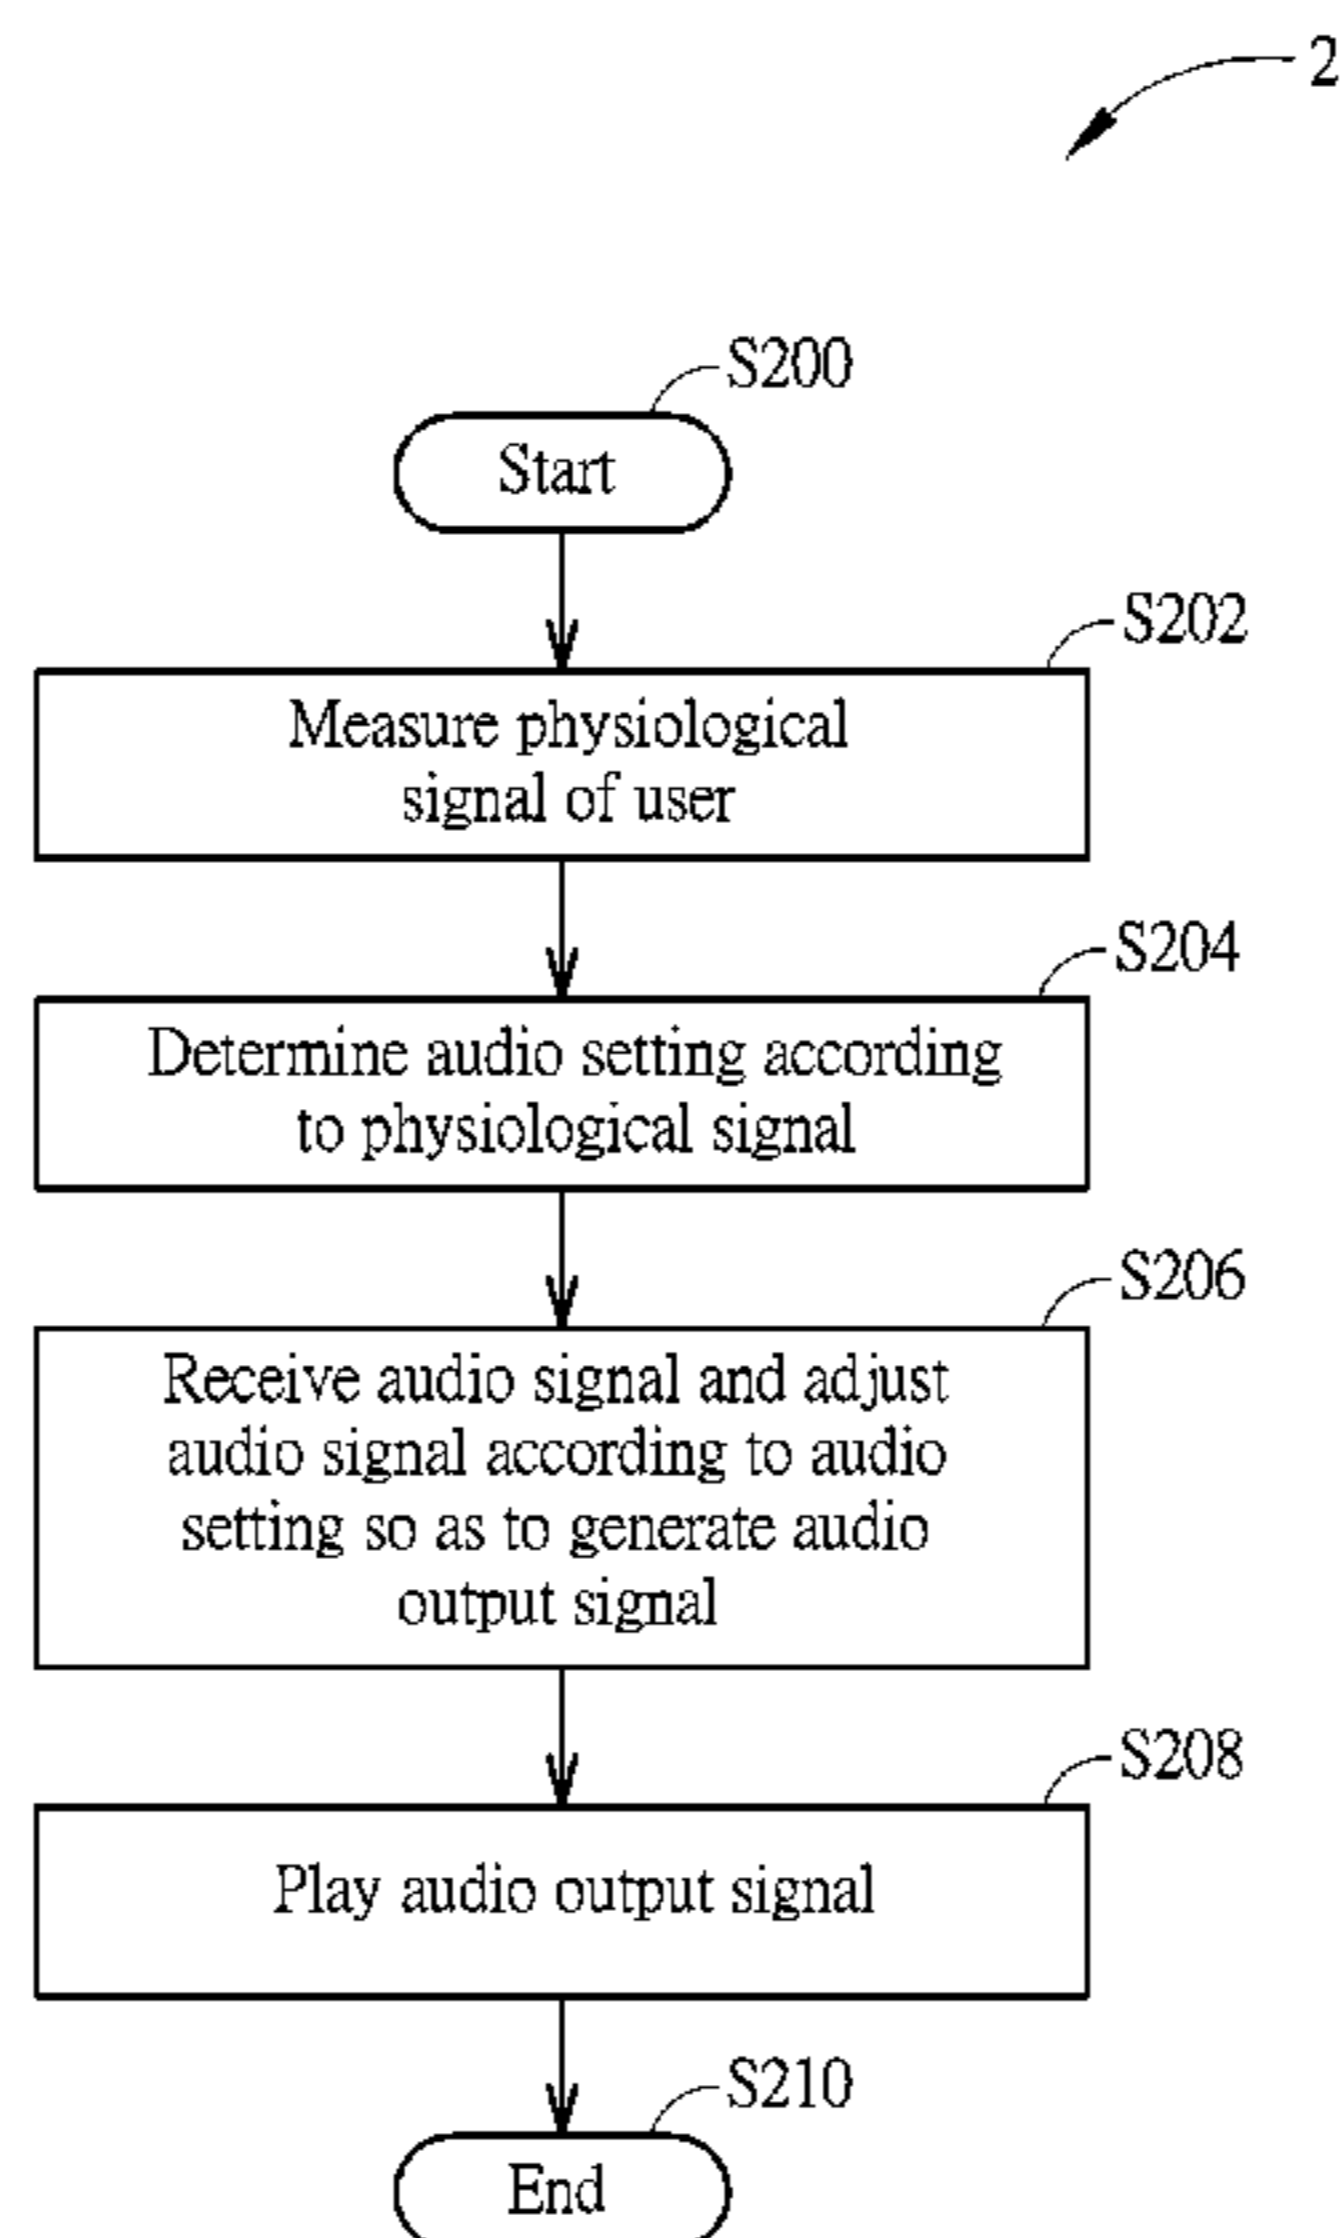 2
S200
Start
S202
Measure physiological
signal of user
S204
Determine audio setting according
to physiological signal
S206
Receive audio signal and adjust
audio signal according to audio
setting so as to generate audio
output signal
S208
Play audio output signal
S210
End